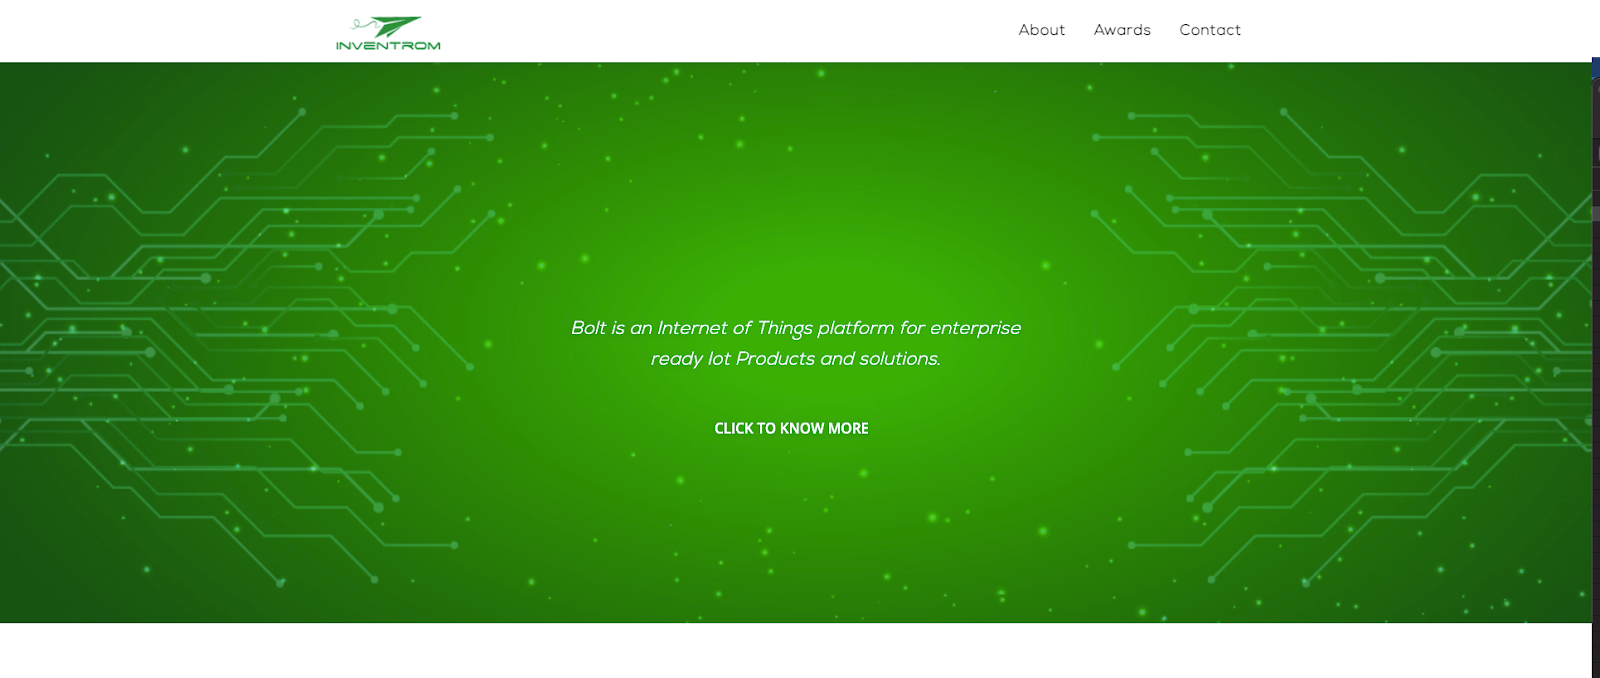 INVENTROM
About Awards Contact
Bolt is an Internet of Things platform for enterprise
ready Iot Products and solutions.
CLICK TO KNOW MORE